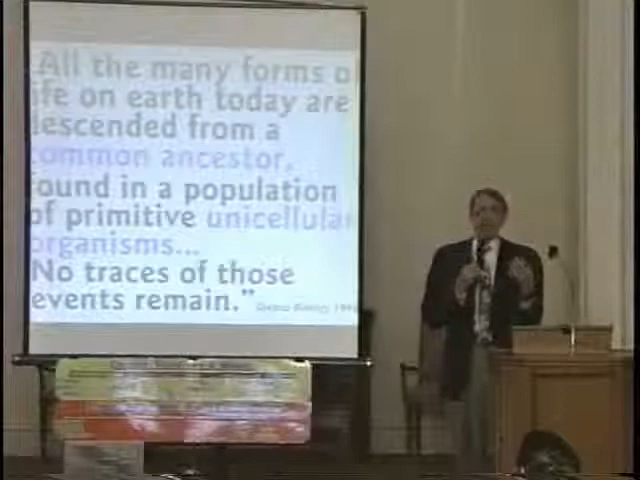 All the many forms o
ife on earth today are
descended from a
common ancestor,
found in a population
of primitive unicellular
organisms...
No traces of those
events remain."